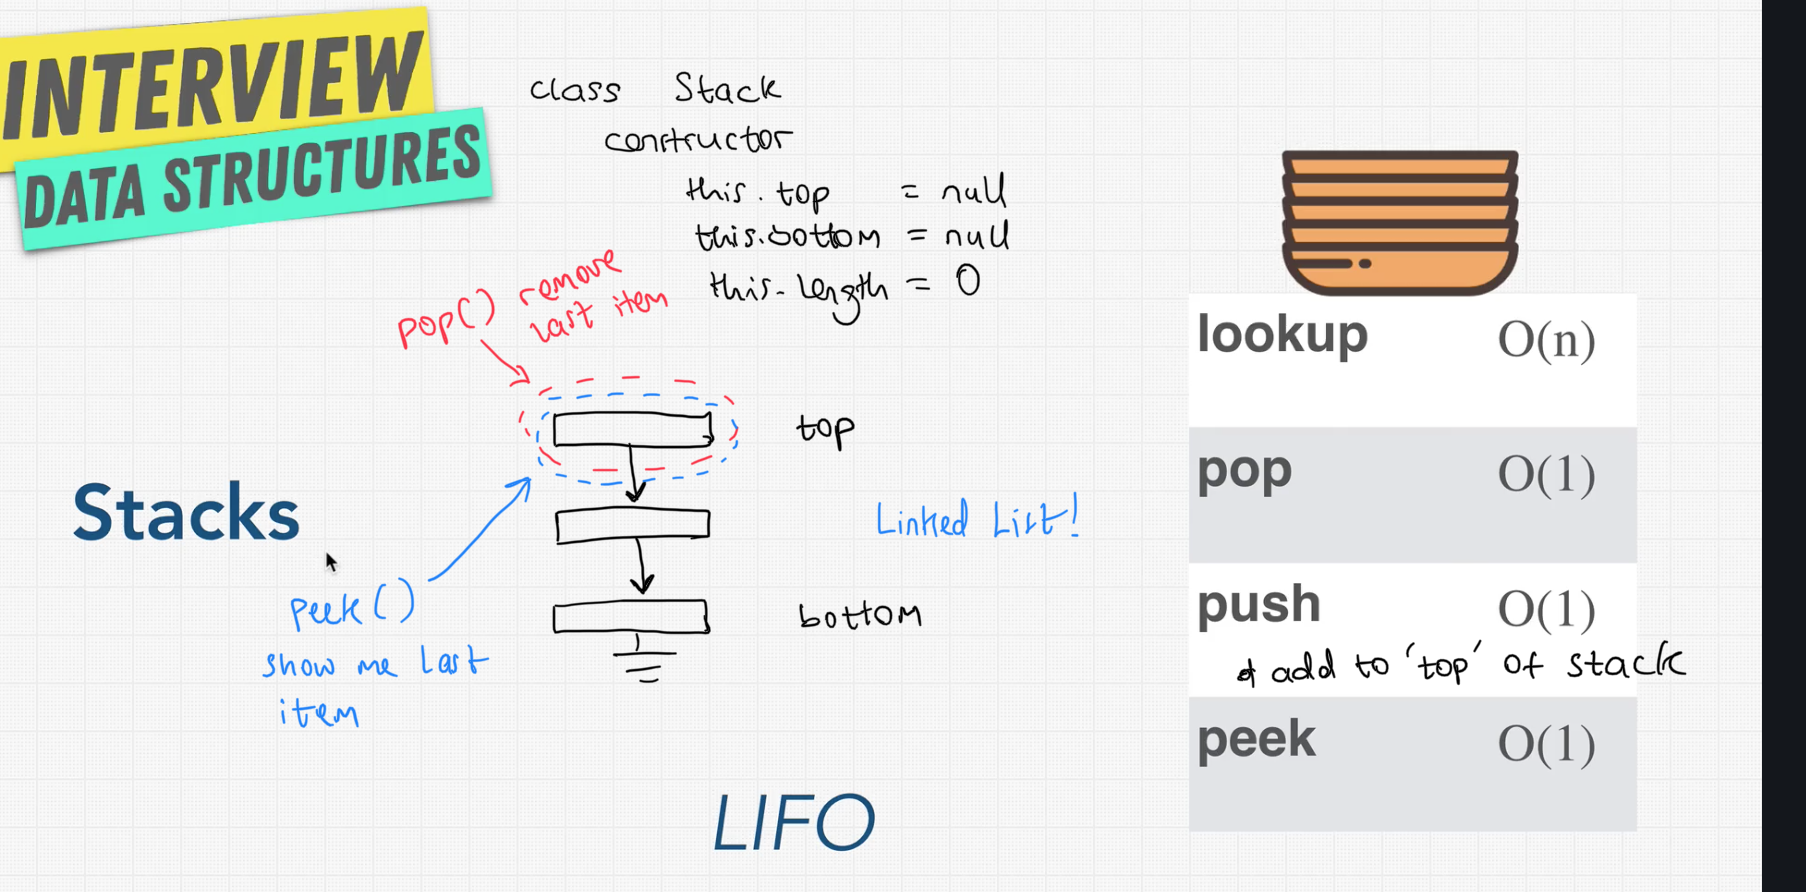 INTERVIEW
DATA STRUCTURES
class Stack
constructor
this.top = null
this.bottom = null
this.length = 0
pop() remove
last item
top
Stacks
Linked List!
peek()
show me last
item
bottom
LIFO
lookup O(n)
pop O(1)
push O(1)
add to 'top' of stack
peek O(1)